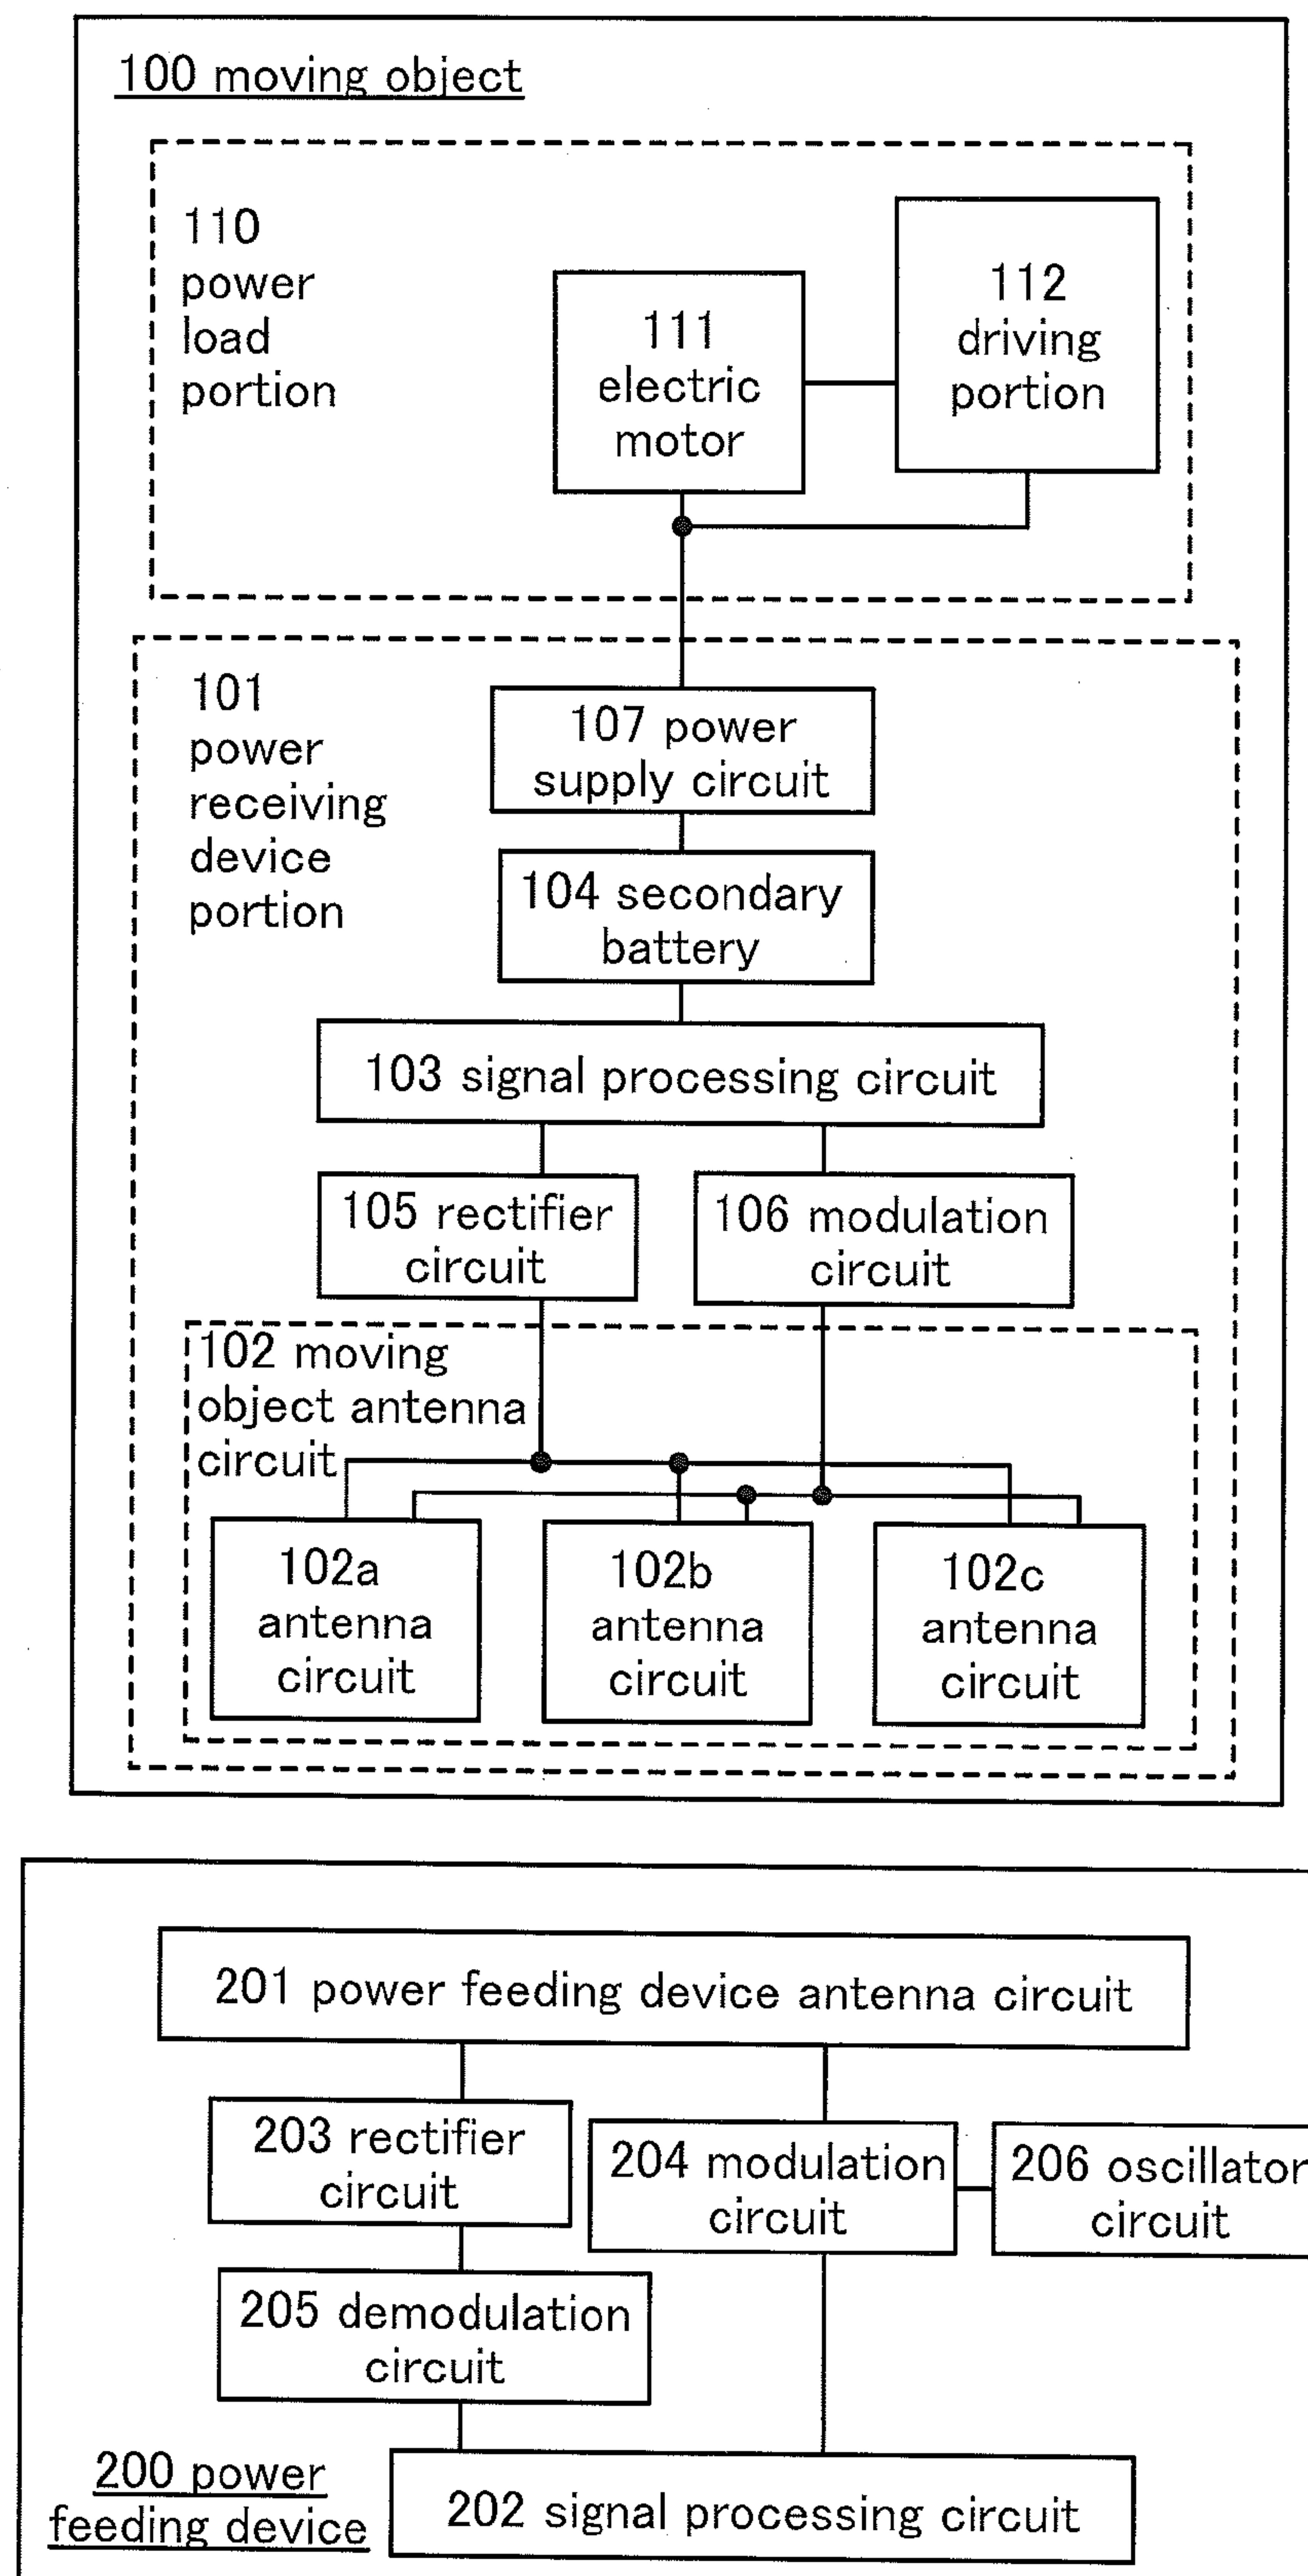 100 moving object
110
power
load
portion
111
electric
motor
112
driving
portion
101
power
receiving
device
portion
107 power
supply circuit
104 secondary
battery
103 signal processing circuit
105 rectifier
circuit
106 modulation
circuit
102 moving
object antenna
circuit
102a
antenna
circuit
102b
antenna
circuit
102c
antenna
circuit
201 power feeding device antenna circuit
203 rectifier
circuit
204 modulation
circuit
206 oscillator
circuit
205 demodulation
circuit
200 power
feeding device
202 signal processing circuit